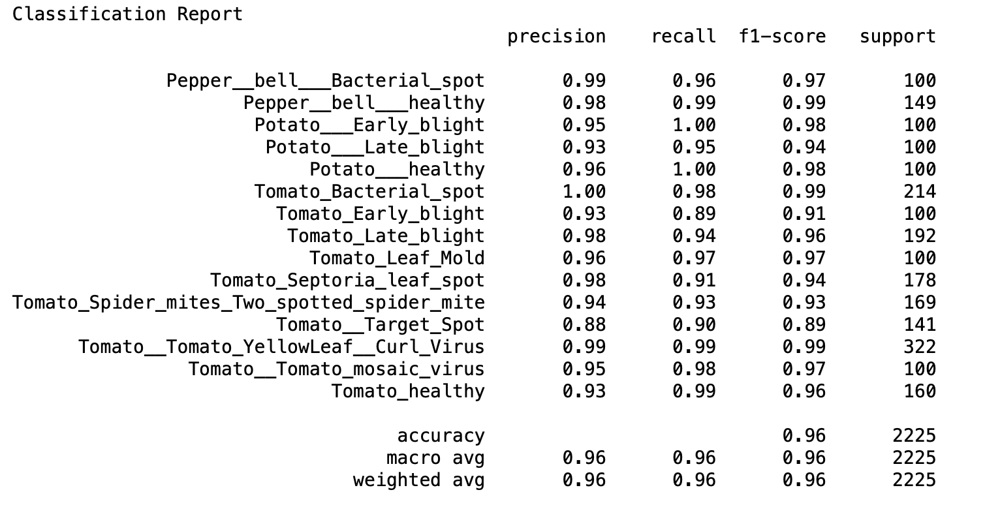 Classification Report
precision recall f1-score support
Pepper__bell___Bacterial_spot 0.99 0.96 0.97 100
Pepper__bell___healthy 0.98 0.99 0.99 149
Potato___Early_blight 0.95 1.00 0.98 100
Potato___Late_blight 0.93 0.95 0.94 100
Potato___healthy 0.96 1.00 0.98 100
Tomato_Bacterial_spot 1.00 0.98 0.99 214
Tomato_Early_blight 0.93 0.89 0.91 100
Tomato_Late_blight 0.98 0.94 0.96 192
Tomato_Leaf_Mold 0.96 0.97 0.97 100
Tomato_Septoria_leaf_spot 0.98 0.91 0.94 178
Tomato_Spider_mites_Two_spotted_spider_mite 0.94 0.93 0.93 169
Tomato__Target_Spot 0.88 0.90 0.89 141
Tomato__Tomato_YellowLeaf__Curl_Virus 0.99 0.99 0.99 322
Tomato__Tomato_mosaic_virus 0.95 0.98 0.97 100
Tomato_healthy 0.93 0.99 0.96 160
accuracy 0.96 2225
macro avg 0.96 0.96 0.96 2225
weighted avg 0.96 0.96 0.96 2225